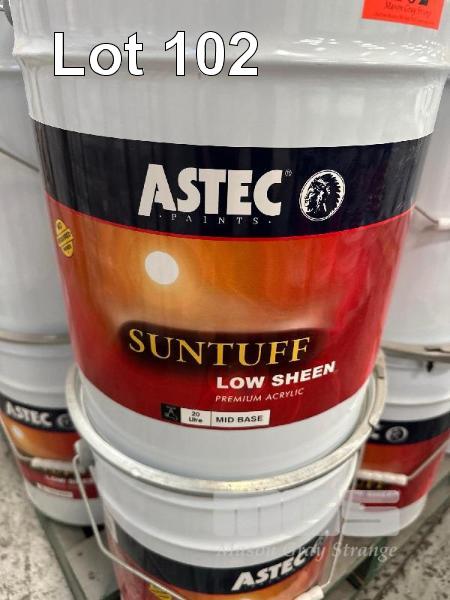 Lot 102
ASTEC®
·PAINTS·
SUNTUFF
LOW SHEEN
PREMIUM ACRYLIC
20
Litre
MID BASE
ASTEC
ASTEC
Mason Gray Strange